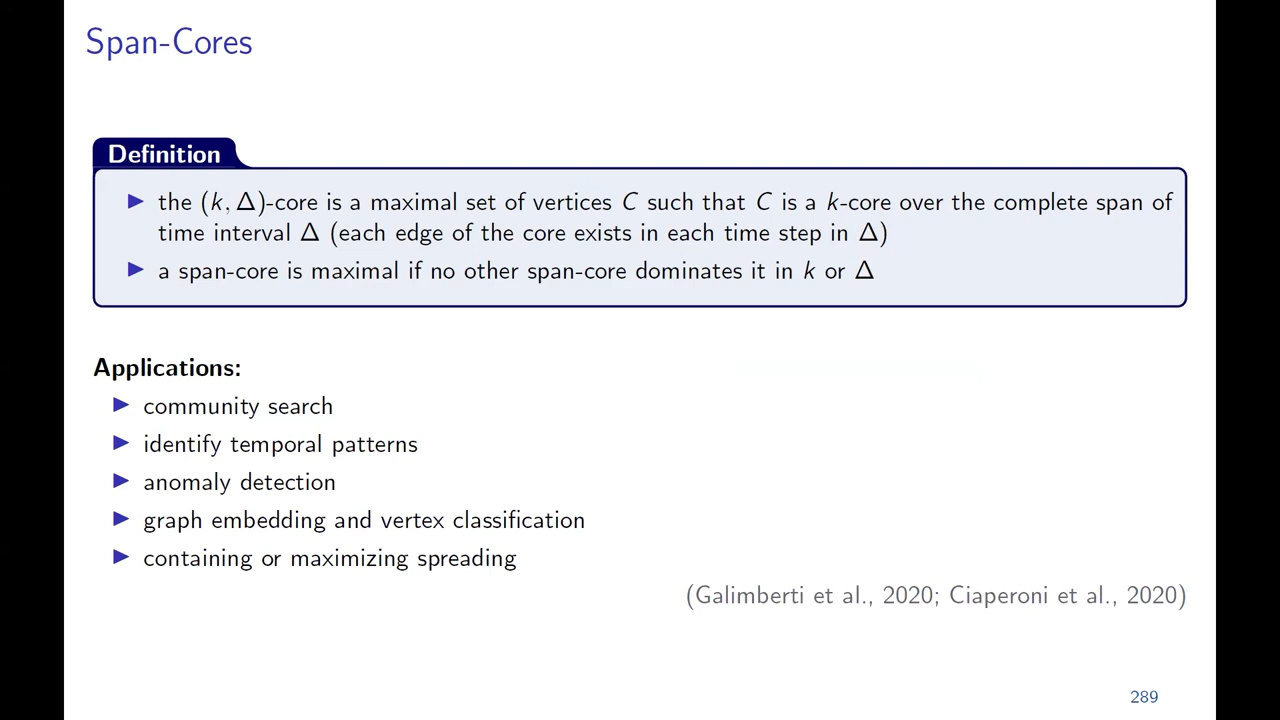 Span-Cores
Definition
▶ the (k, Δ)-core is a maximal set of vertices C such that C is a k-core over the complete span of
time interval Δ (each edge of the core exists in each time step in Δ)
▶ a span-core is maximal if no other span-core dominates it in k or Δ
Applications:
▶ community search
▶ identify temporal patterns
▶ anomaly detection
▶ graph embedding and vertex classification
▶ containing or maximizing spreading
(Galimberti et al., 2020; Ciaperoni et al., 2020)
289